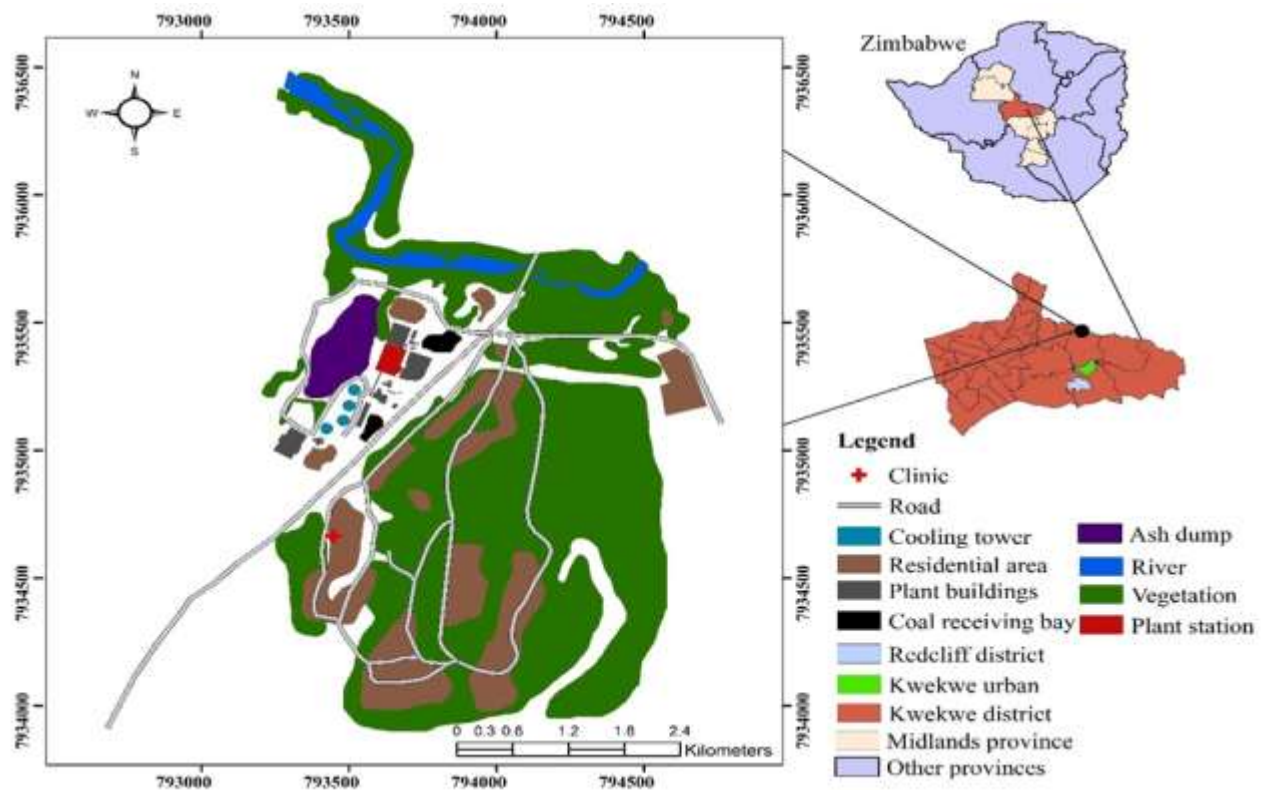 793000 793500 794000 794500
Zimbabwe
7936500
7936000
7935500
7935000
7934500
7934000
7936500
7936000
7935500
7935000
7934500
7934000
N
W E
S
Legend
Clinic
Road
Cooling tower
Residential area
Plant buildings
Coal receiving bay
Redcliff district
Kwekwe urban
Kwekwe district
Midlands province
Other provinces
Ash dump
River
Vegetation
Plant station
0 0.3 0.6 1.2 1.8 2.4
Kilometers
793000 793500 794000 794500